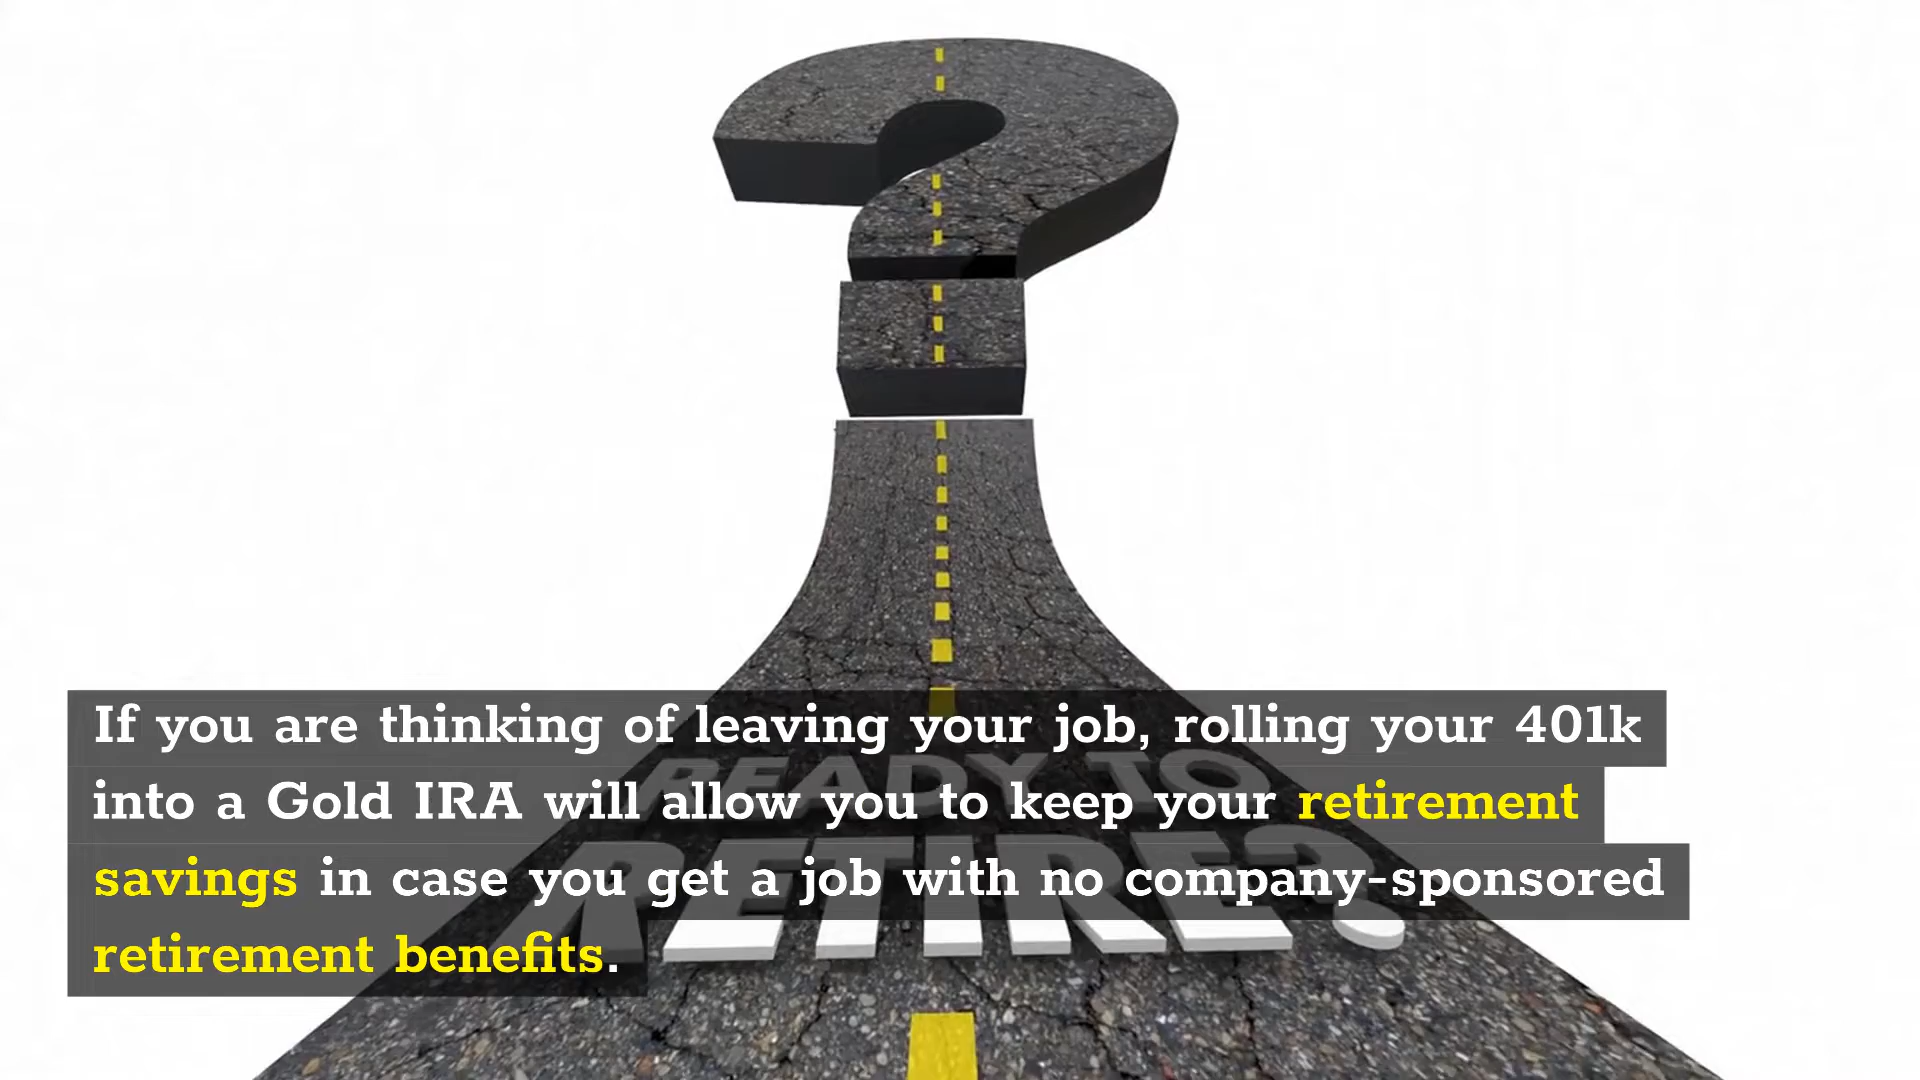 If you are thinking of leaving your job, rolling your 401k
into a Gold IRA will allow you to keep your retirement
savings in case you get a job with no company-sponsored
retirement benefits.
READY TO
RETIRE?